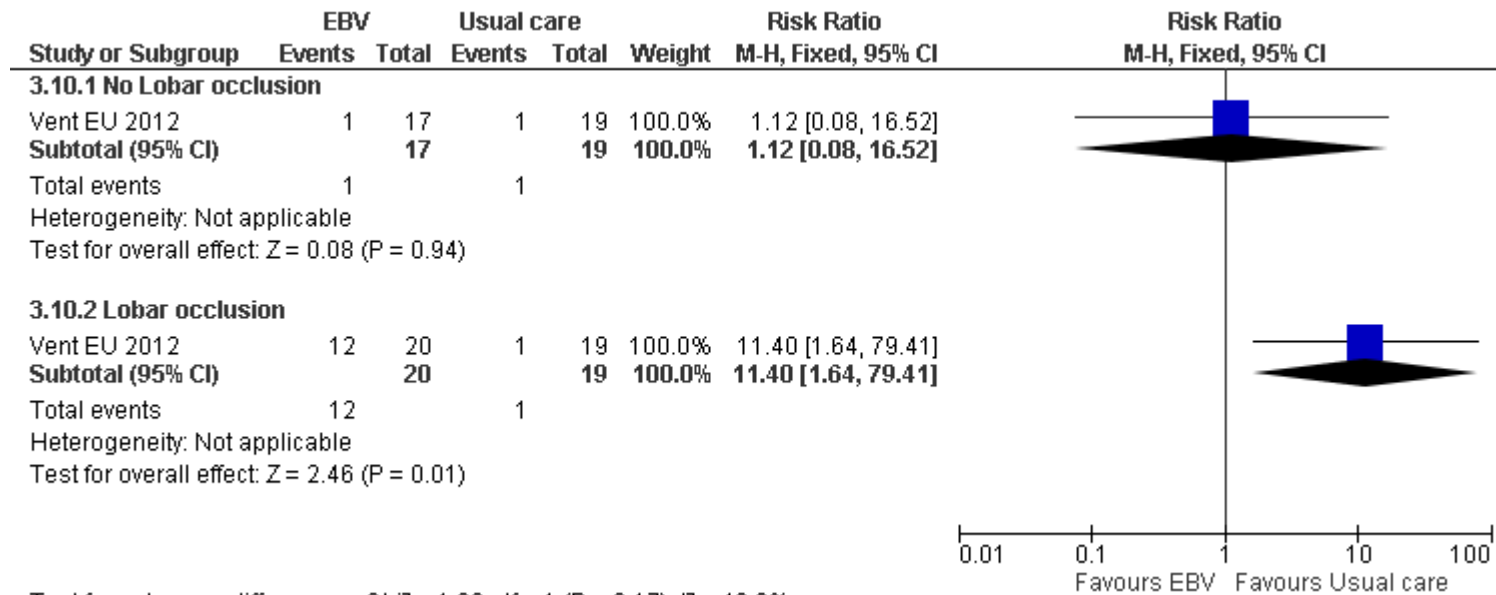 EBV Usual care Risk Ratio Risk Ratio
Study or Subgroup Events Total Events Total Weight M-H, Fixed, 95% CI M-H, Fixed, 95% CI
3.10.1 No Lobar occlusion
Vent EU 2012 1 17 1 19 100.0% 1.12 [0.08, 16.52]
Subtotal (95% CI) 17 19 100.0% 1.12 [0.08, 16.52]
Total events 1 1
Heterogeneity: Not applicable
Test for overall effect: Z = 0.08 (P = 0.94)
3.10.2 Lobar occlusion
Vent EU 2012 12 20 1 19 100.0% 11.40 [1.64, 79.41]
Subtotal (95% CI) 20 19 100.0% 11.40 [1.64, 79.41]
Total events 12 1
Heterogeneity: Not applicable
Test for overall effect: Z = 2.46 (P = 0.01)
0.01 0.1 1 10 100
Favours EBV Favours Usual care